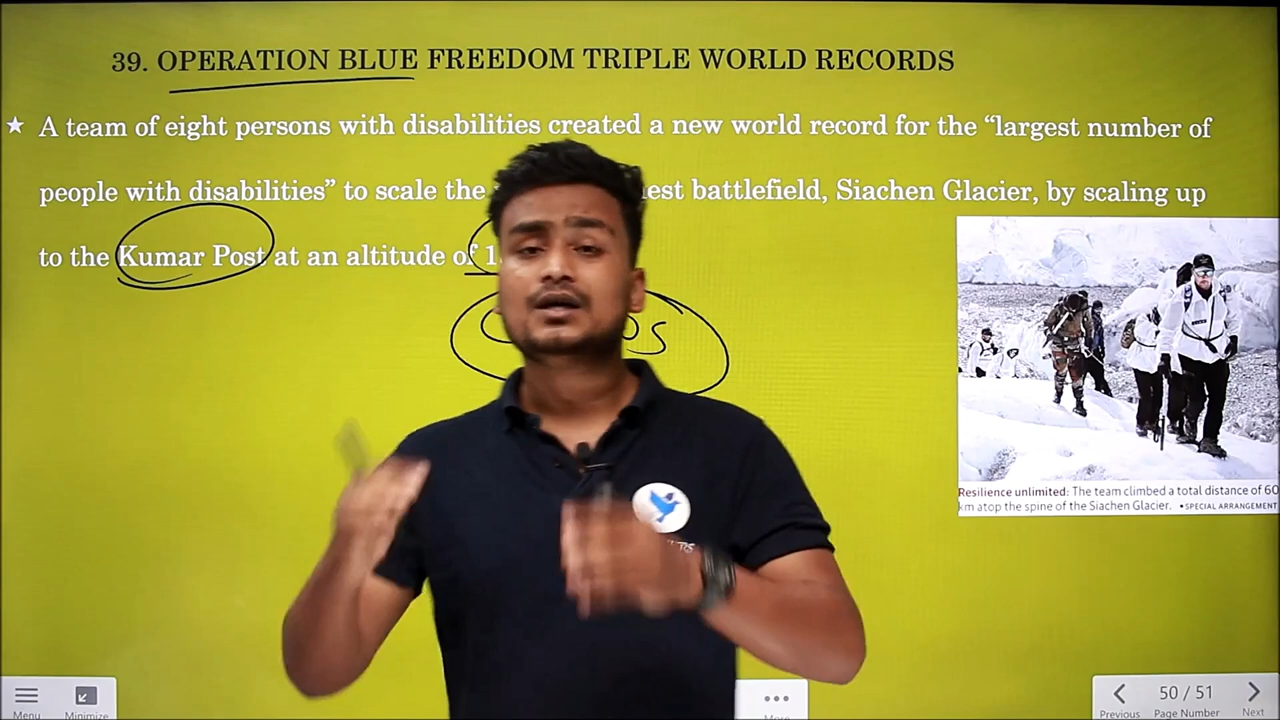 39. OPERATION BLUE FREEDOM TRIPLE WORLD RECORDS
★ A team of eight persons with disabilities created a new world record for the “largest number of
people with disabilities” to scale the battlefield, Siachen Glacier, by scaling up
to the Kumar Post at an altitude of
Resilience unlimited: The team climbed a total distance of 60
km atop the spine of the Siachen Glacier. • SPECIAL ARRANGEMENT
Menu
Minimize
Previous
50 / 51
Page Number
Next